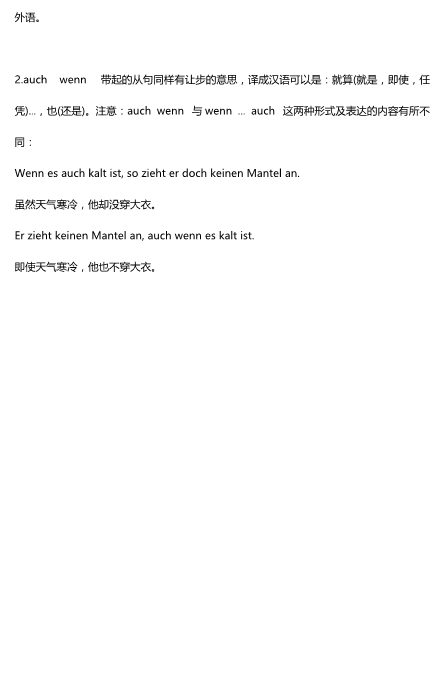 外语。
2.auch wenn 带起的从句同样有让步的意思，译成汉语可以是：就算(就是，即使，任
凭)...，也(还是)。注意：auch wenn 与wenn ... auch 这两种形式及表达的内容有所不
同：
Wenn es auch kalt ist, so zieht er doch keinen Mantel an.
虽然天气寒冷，他却没穿大衣。
Er zieht keinen Mantel an, auch wenn es kalt ist.
即使天气寒冷，他也不穿大衣。